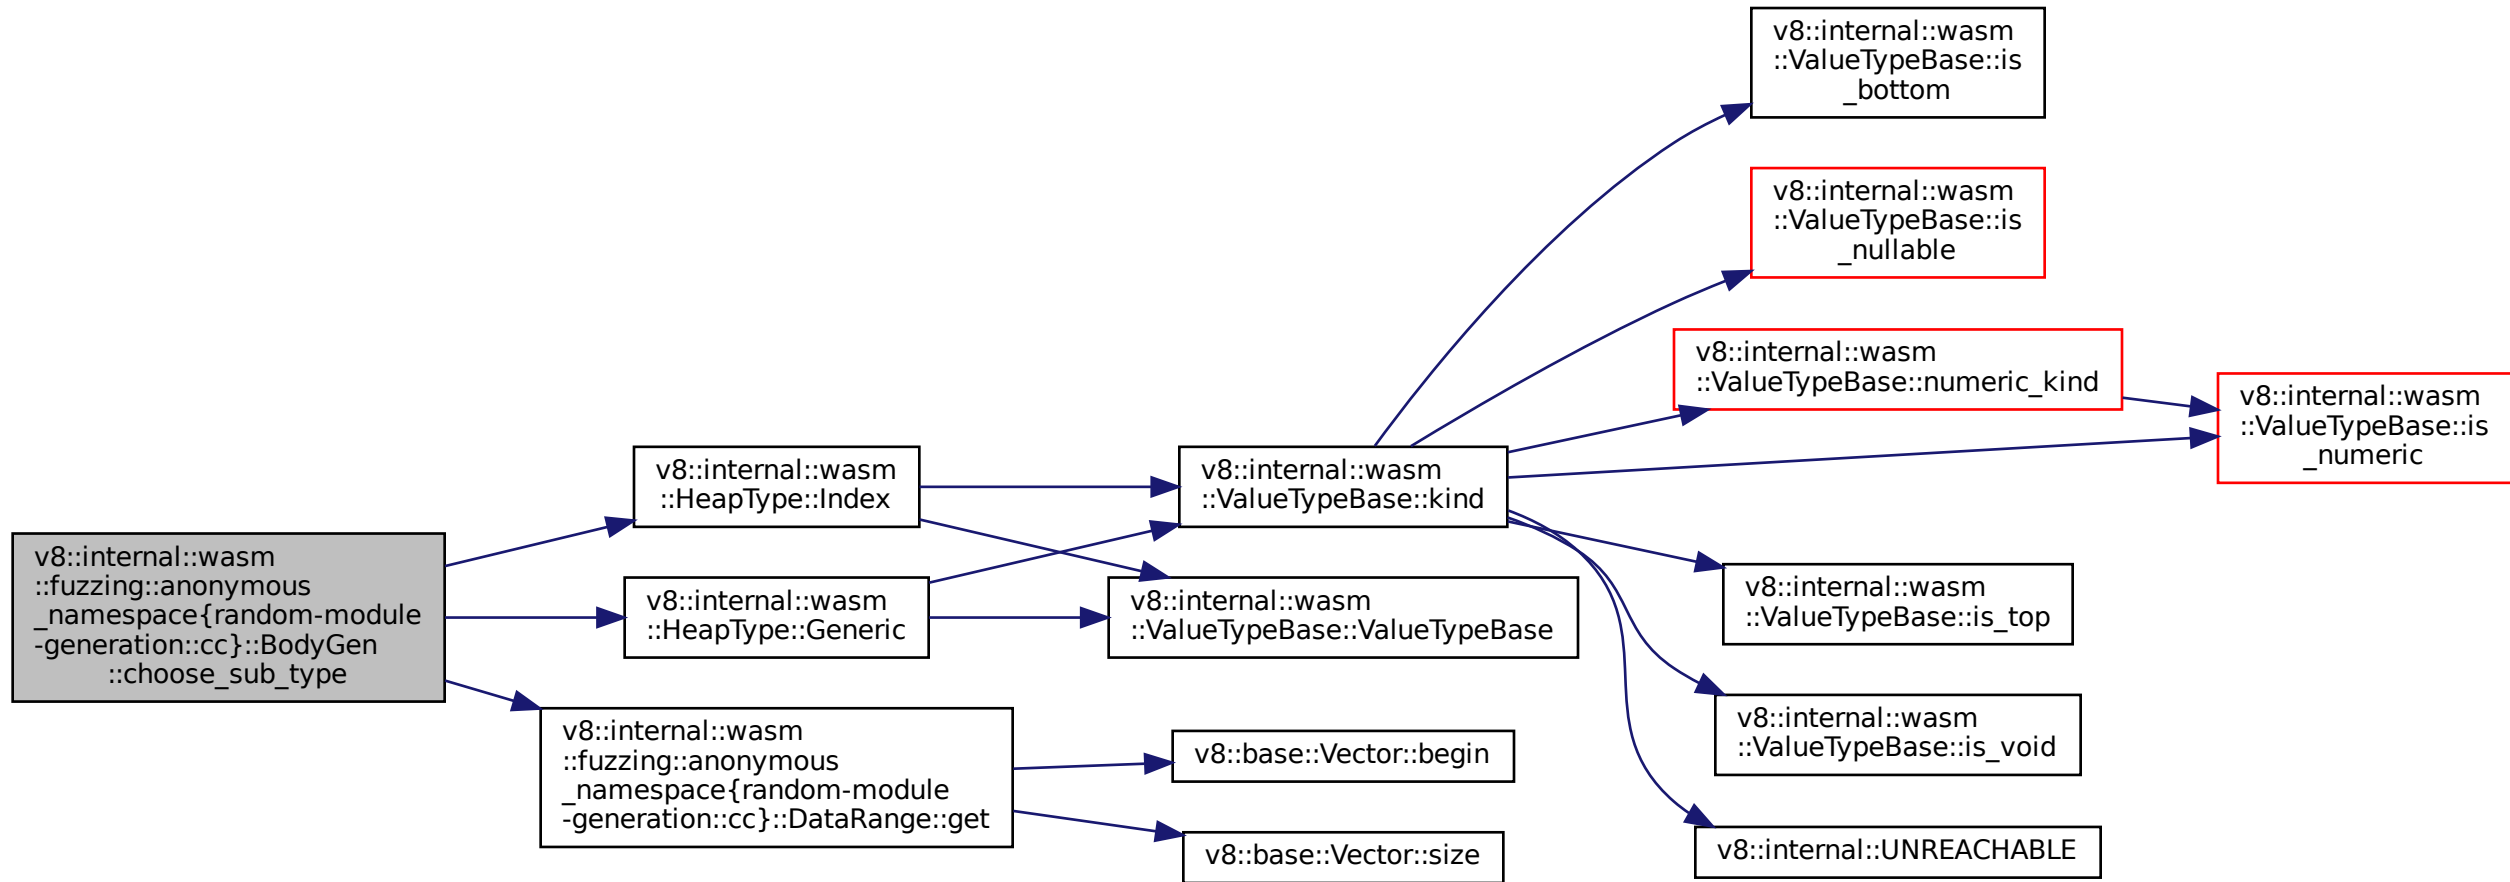 v8::internal::wasm
::fuzzing::anonymous
_namespace{random-module
-generation::cc}::BodyGen
::choose_sub_type
v8::internal::wasm
::HeapType::Index
v8::internal::wasm
::HeapType::Generic
v8::internal::wasm
::fuzzing::anonymous
_namespace{random-module
-generation::cc}::DataRange::get
v8::internal::wasm
::ValueTypeBase::kind
v8::internal::wasm
::ValueTypeBase::ValueTypeBase
v8::base::Vector::begin
v8::base::Vector::size
v8::internal::wasm
::ValueTypeBase::is
_bottom
v8::internal::wasm
::ValueTypeBase::is
_nullable
v8::internal::wasm
::ValueTypeBase::numeric_kind
v8::internal::wasm
::ValueTypeBase::is
_numeric
v8::internal::wasm
::ValueTypeBase::is_top
v8::internal::wasm
::ValueTypeBase::is_void
v8::internal::UNREACHABLE